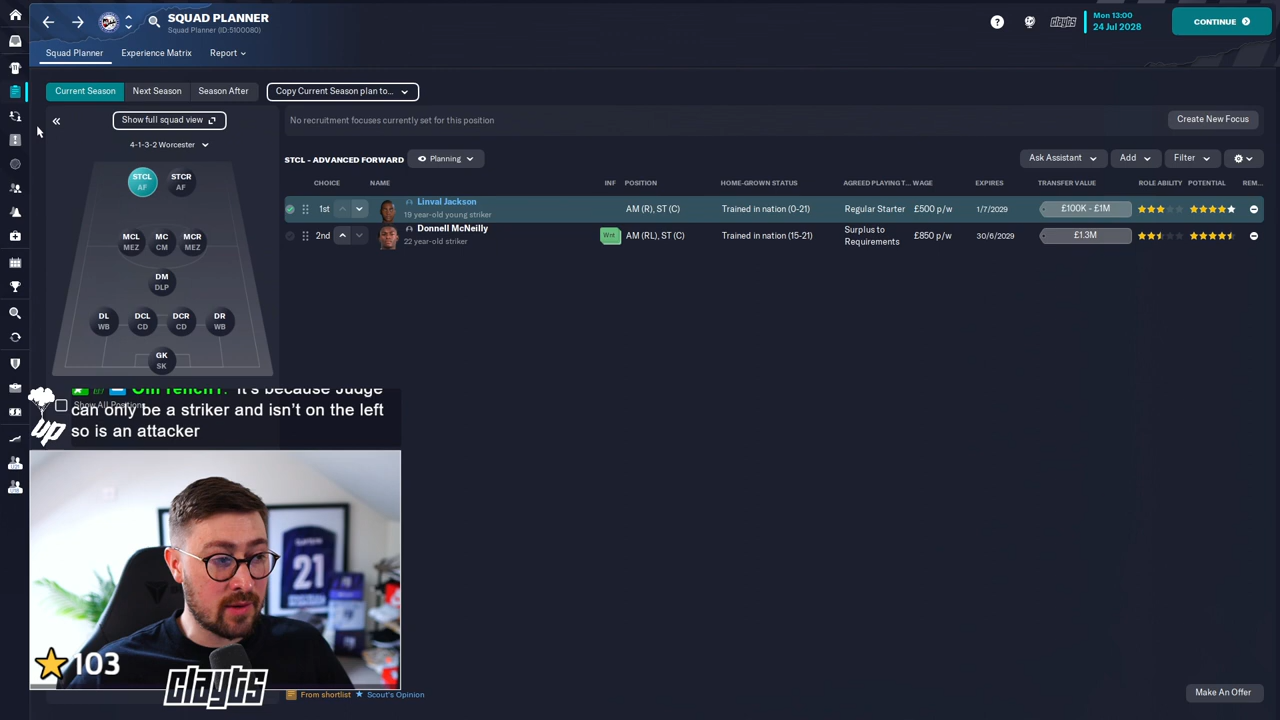 SQUAD PLANNER
Squad Planner (ID:5100080)
clayts
Mon 13:00
24 Jul 2028
CONTINUE
Squad Planner
Experience Matrix
Report
Current Season
Next Season
Season After
Copy Current Season plan to...
Show full squad view
No recruitment focuses currently set for this position
Create New Focus
4-1-3-2 Worcester
STCL - ADVANCED FORWARD
Planning
Ask Assistant
Add
Filter
CHOICE NAME INF POSITION HOME-GROWN STATUS AGREED PLAYING T... WAGE EXPIRES TRANSFER VALUE ROLE ABILITY POTENTIAL REM...
1st Linval Jackson AM (R), ST (C) Trained in nation (0-21) Regular Starter £500 p/w 1/7/2029 £100K - £1M
19 year-old young striker
2nd Donnell McNeilly Wnt AM (RL), ST (C) Trained in nation (15-21) Surplus to Requirements £850 p/w 30/6/2029 £1.3M
22 year-old striker
STCL AF
STCR AF
MCL MEZ
MC CM
MCR MEZ
DM DLP
DL WB
DCL CD
DCR CD
DR WB
GK SK
It's because Judge
Show All Positions
can only be a striker and isn't on the left
so is an attacker
up
21
103
clayts
From shortlist
Scout's Opinion
Make An Offer